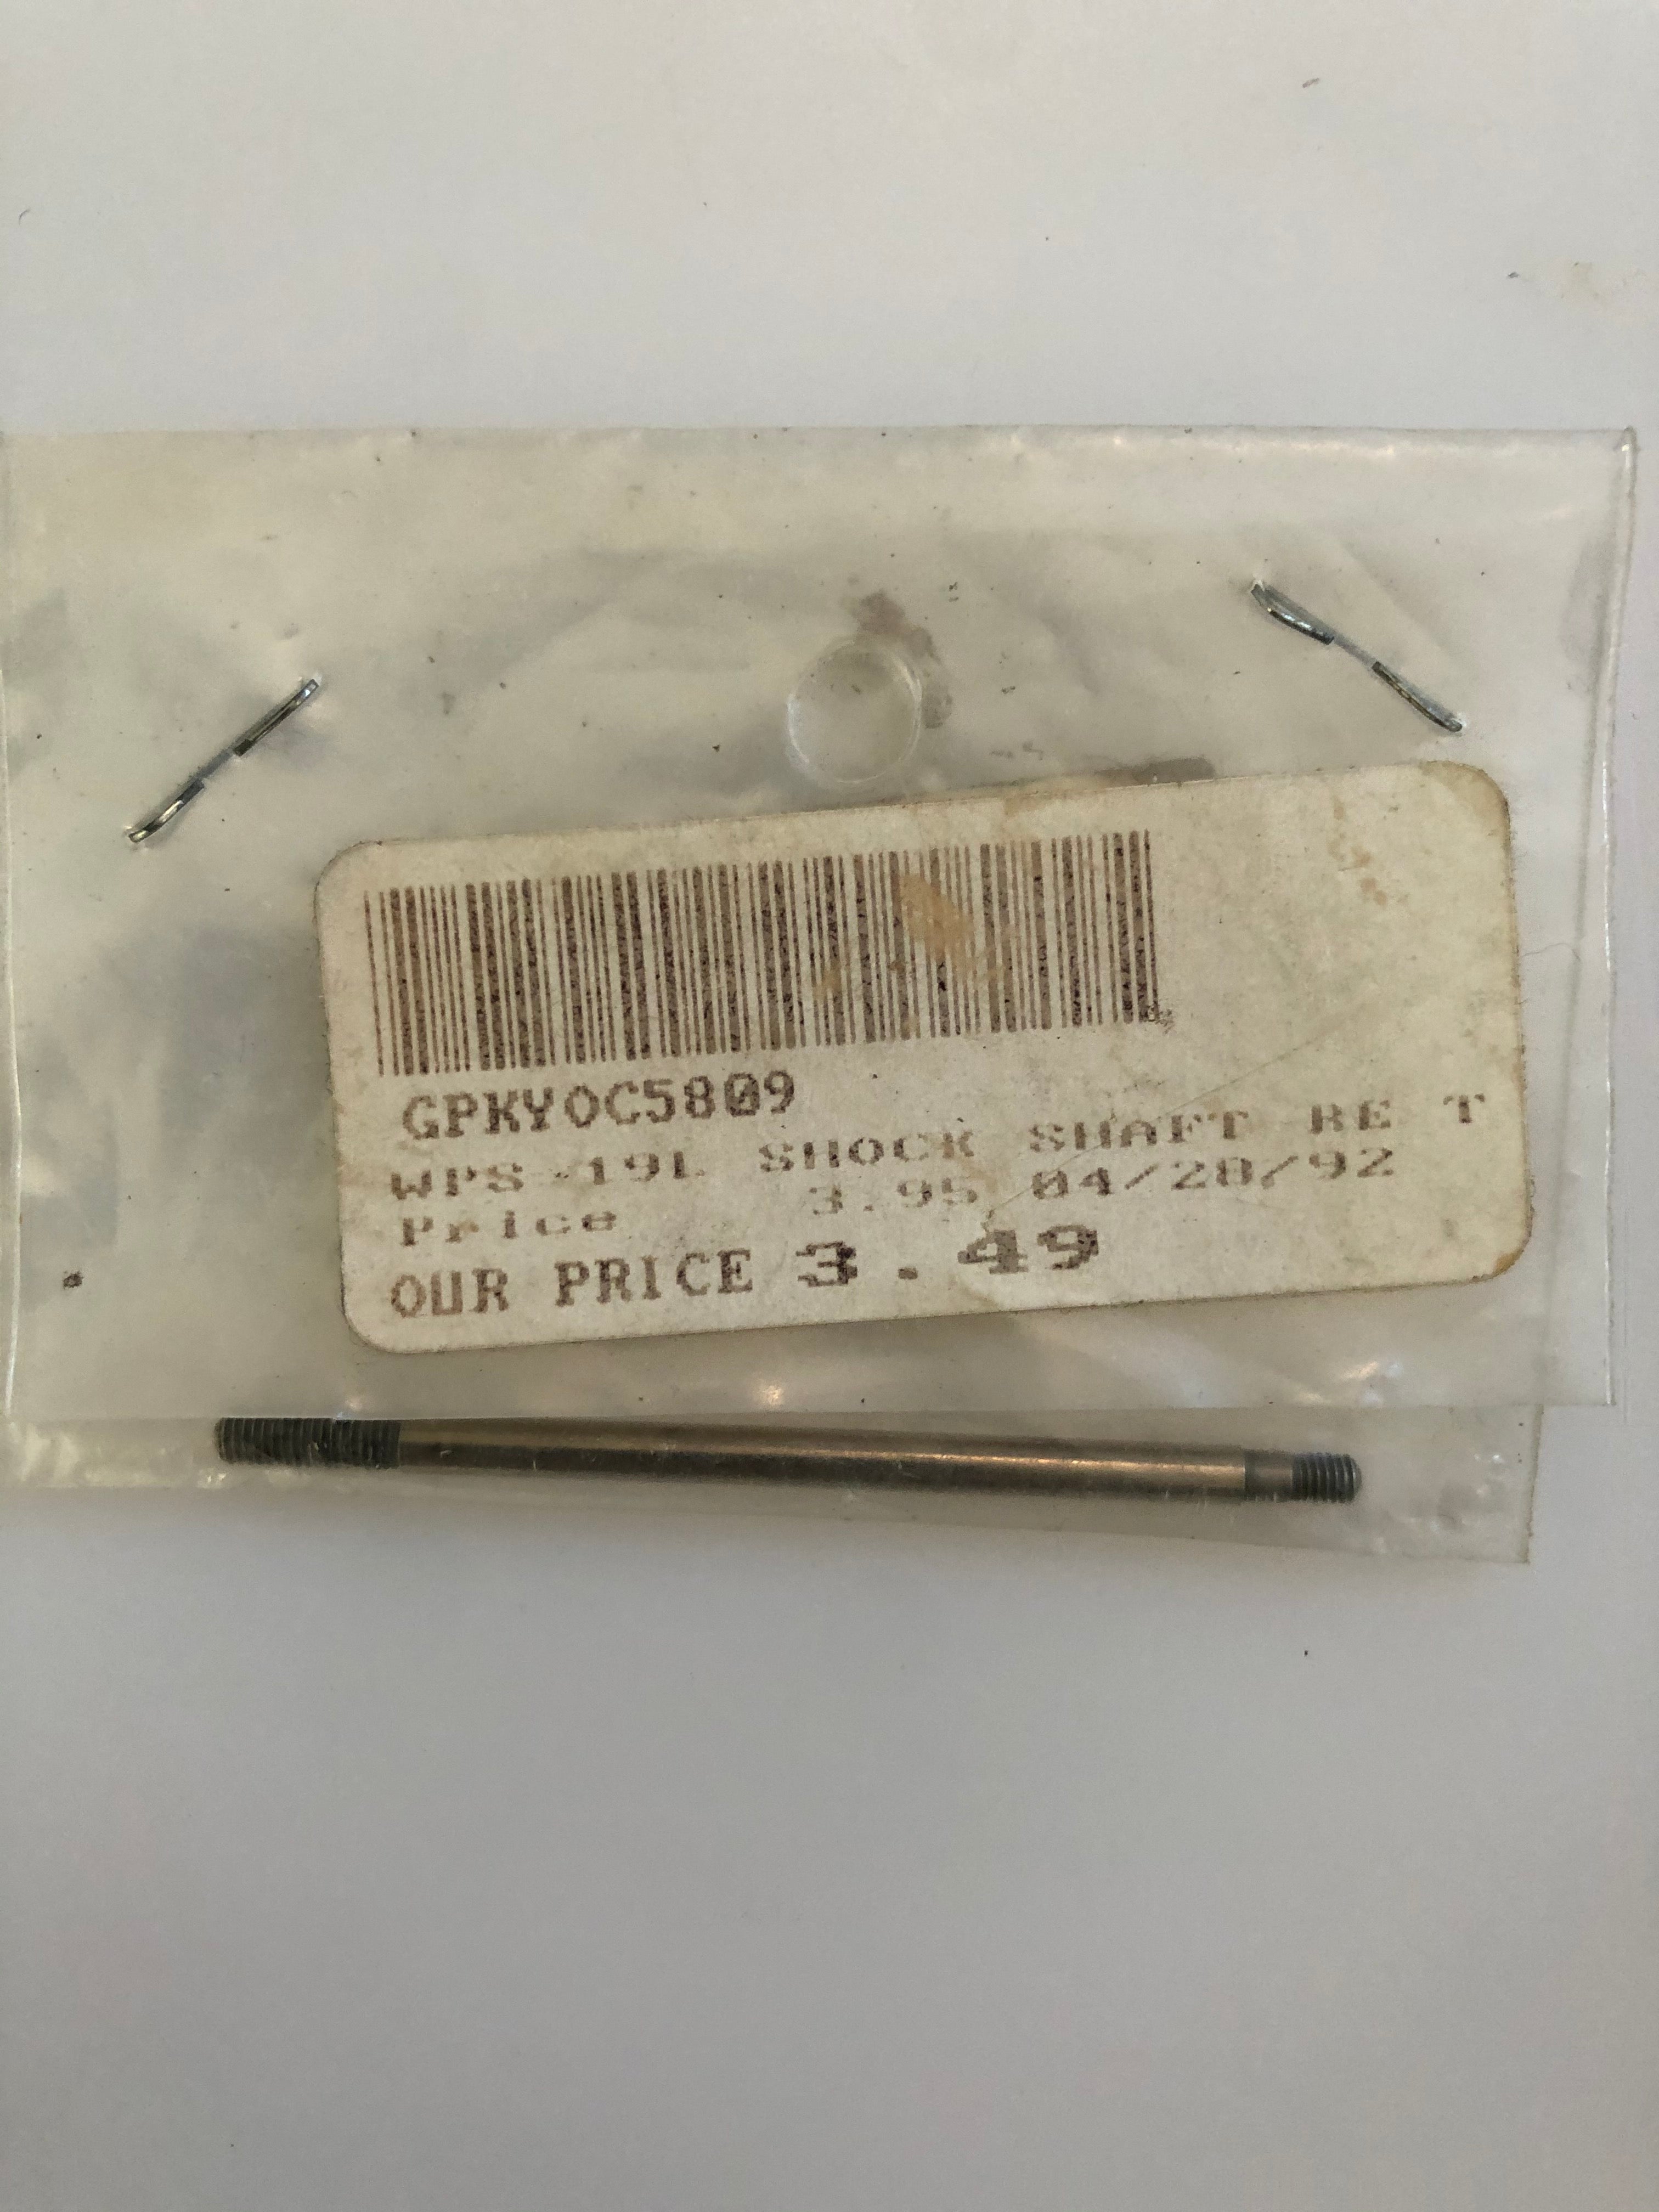 GPKYOC5809
WPS-19L SHOCK SHAFT RE T
Price 3.95 04/28/92
OUR PRICE 3.49